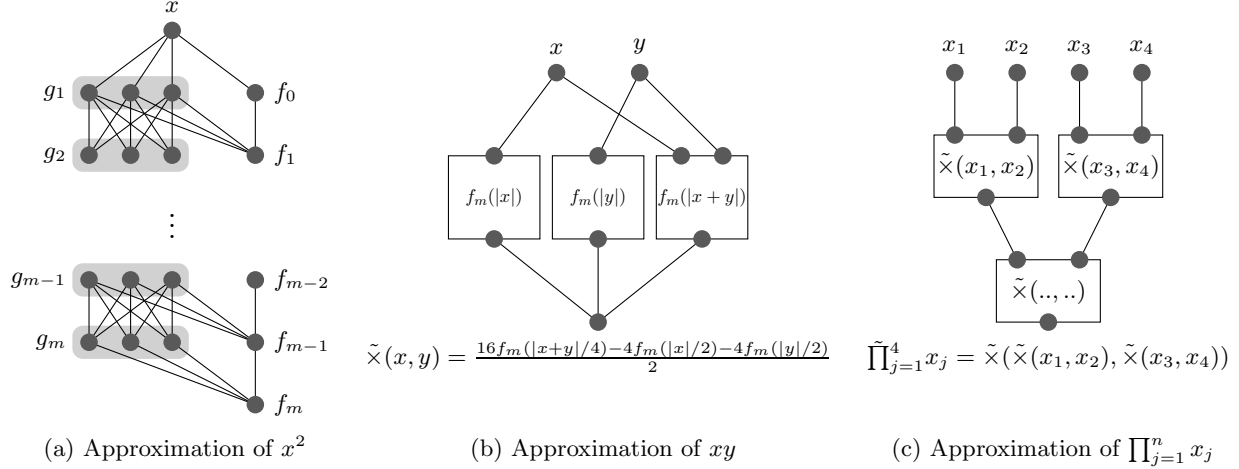 x
g₁ f₀
g₂ f₁
⋮
gₘ₋₁ fₘ₋₂
gₘ fₘ₋₁
fₘ
(a) Approximation of x²
x y
fₘ(|x|) fₘ(|y|) fₘ(|x + y|)
×̃(x, y) = (16fₘ(|x+y|/4)−4fₘ(|x|/2)−4fₘ(|y|/2))/2
(b) Approximation of xy
x₁ x₂ x₃ x₄
×̃(x₁, x₂) ×̃(x₃, x₄)
×̃(.., ..)
∏̃⁴ⱼ₌₁ xⱼ = ×̃(×̃(x₁, x₂), ×̃(x₃, x₄))
(c) Approximation of ∏ⁿⱼ₌₁ xⱼ